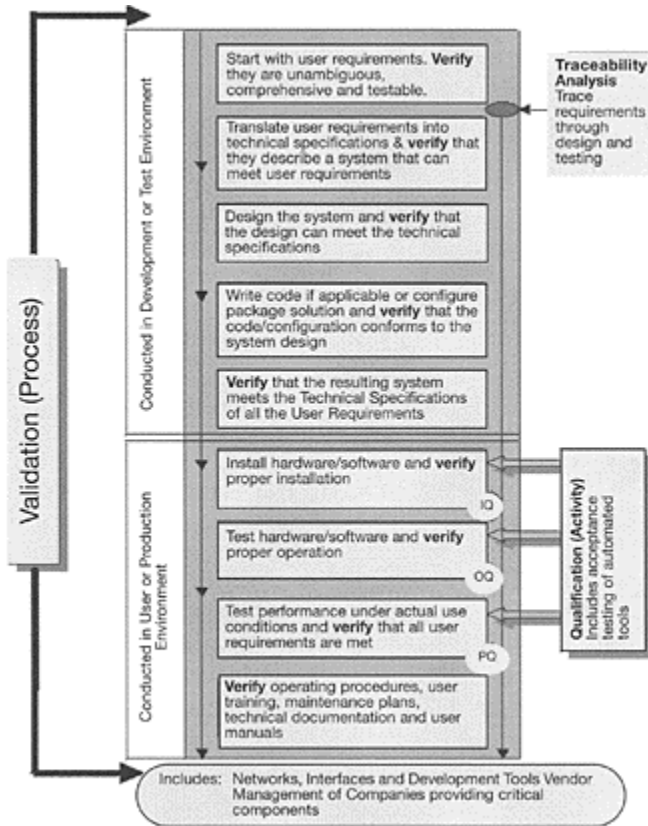 Validation (Process)
Conducted in Development or Test Environment
Start with user requirements. Verify
they are unambiguous,
comprehensive and testable.
Traceability
Analysis
Trace
requirements
through
design and
testing
Translate user requirements into
technical specifications & verify that
they describe a system that can
meet user requirements
Design the system and verify that
the design can meet the technical
specifications
Write code if applicable or configure
package solution and verify that the
code/configuration conforms to the
system design
Verify that the resulting system
meets the Technical Specifications
of all the User Requirements
Conducted in User or Production
Environment
Install hardware/software and verify
proper installation
IQ
Test hardware/software and verify
proper operation
OQ
Test performance under actual use
conditions and verify that all user
requirements are met
PQ
Verify operating procedures, user
training, maintenance plans,
technical documentation and user
manuals
Qualification (Activity)
Includes acceptance
testing of automated
tools
Includes: Networks, Interfaces and Development Tools Vendor
Management of Companies providing critical
components